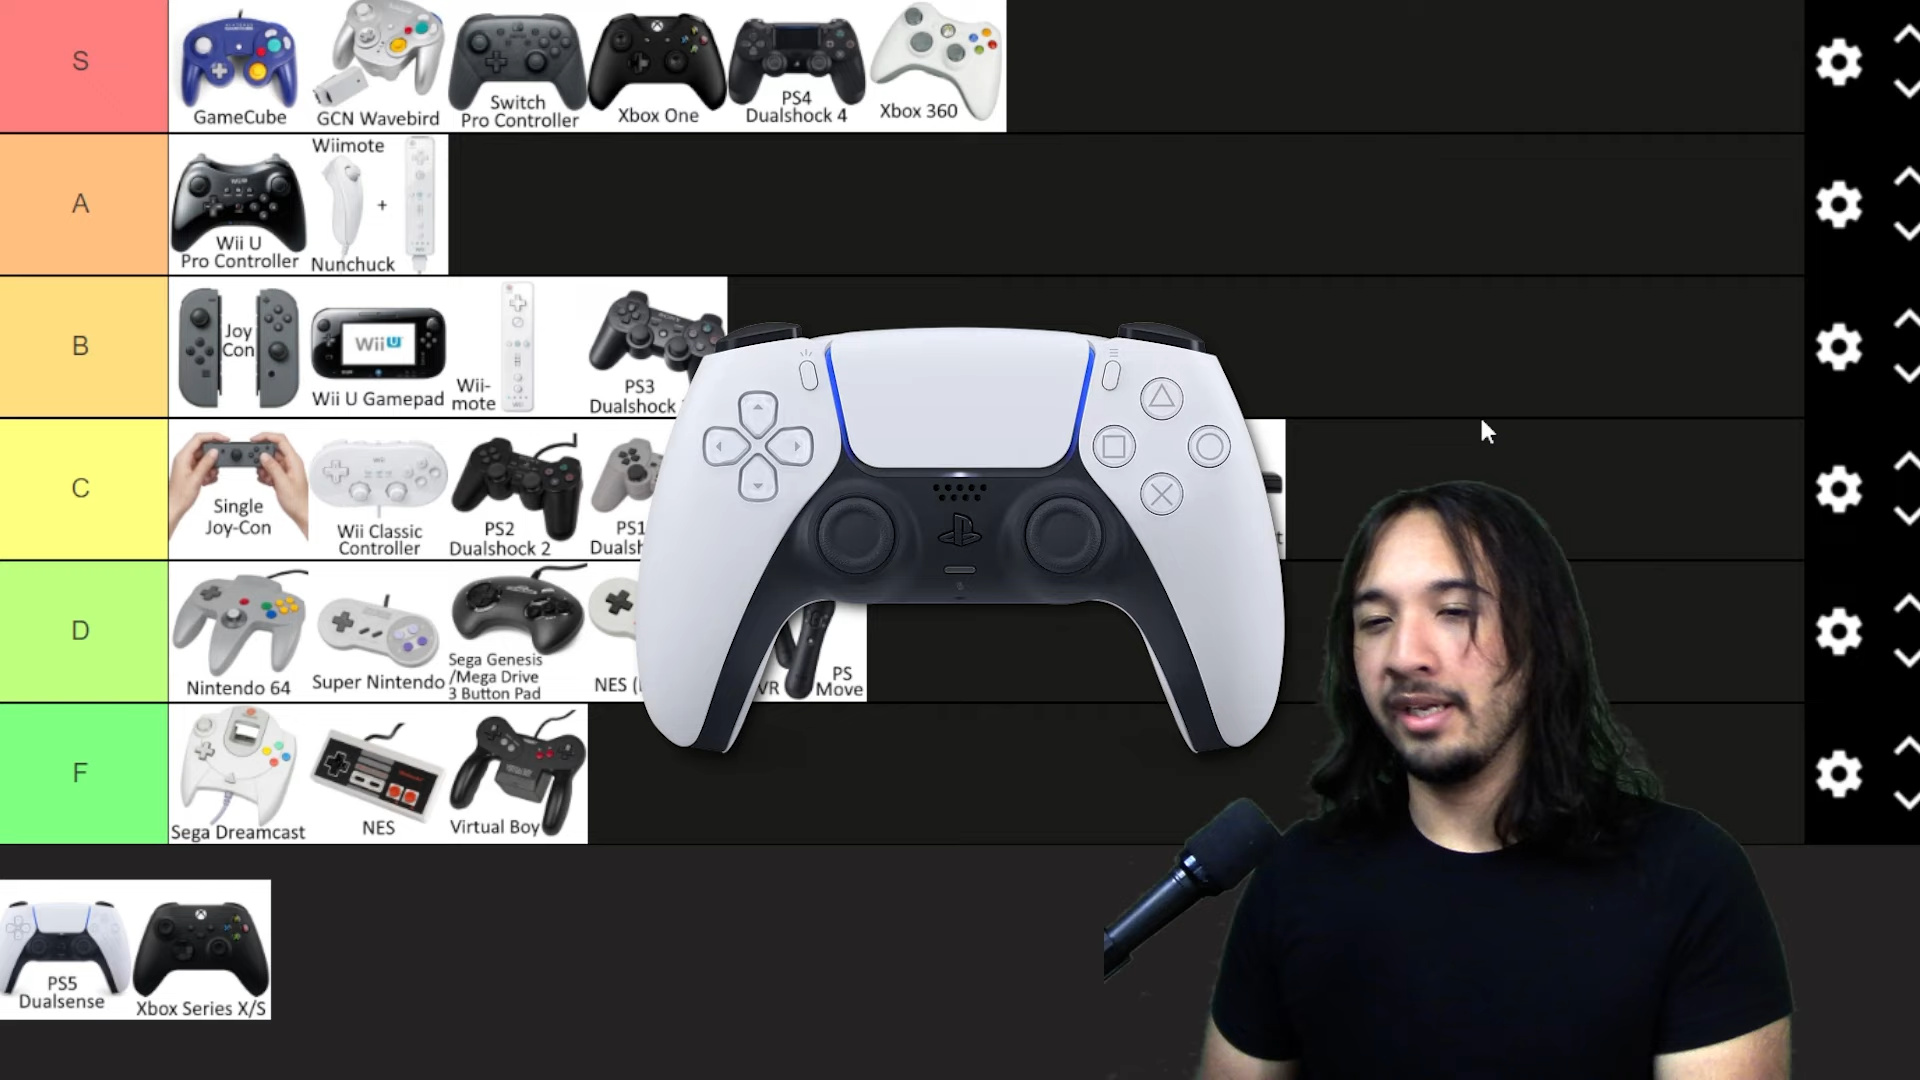 S
GameCube
GCN Wavebird
Switch
Pro Controller
Xbox One
PS4
Dualshock 4
Xbox 360
A
Wii U
Pro Controller
Wiimote
+
Nunchuck
B
Joy
Con
Wii U
Wii U Gamepad
Wii-
mote
PS3
Dualshock
C
Single
Joy-Con
Wii Classic
Controller
PS2
Dualshock 2
PS1
t
D
Nintendo 64
Super Nintendo
Sega Genesis
/Mega Drive
3 Button Pad
NES (
VR
PS
Move
F
Sega Dreamcast
NES
Virtual Boy
PS5
Dualsense
Xbox Series X/S